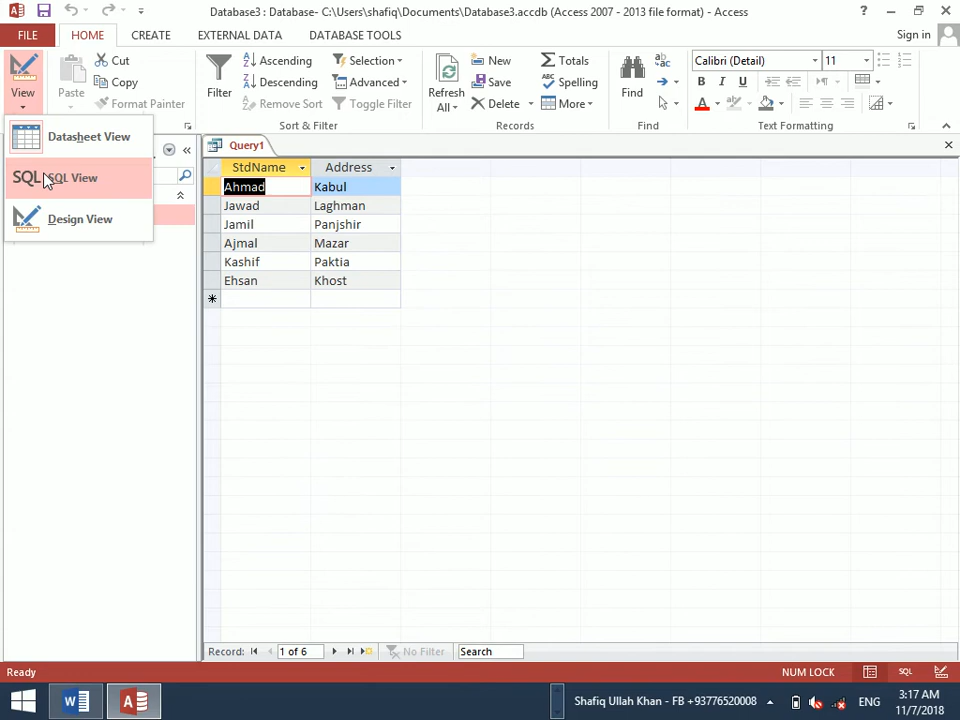 Database3 : Database- C:\Users\shafiq\Documents\Database3.accdb (Access 2007 - 2013 file format) - Access
FILE HOME CREATE EXTERNAL DATA DATABASE TOOLS Sign in
View
Paste
Cut
Copy
Format Painter
Filter
Ascending
Descending
Remove Sort
Selection
Advanced
Toggle Filter
Sort & Filter
Refresh
All
New
Save
Delete
Totals
Spelling
More
Records
Find
Find
Calibri (Detail) 11
B I U
Text Formatting
Datasheet View
SQL SQL View
Design View
Query1
StdName Address
Ahmad Kabul
Jawad Laghman
Jamil Panjshir
Ajmal Mazar
Kashif Paktia
Ehsan Khost
Record: 1 of 6 No Filter Search
Ready NUM LOCK SQL
Shafiq Ullah Khan - FB +93776520008 ENG 3:17 AM
11/7/2018